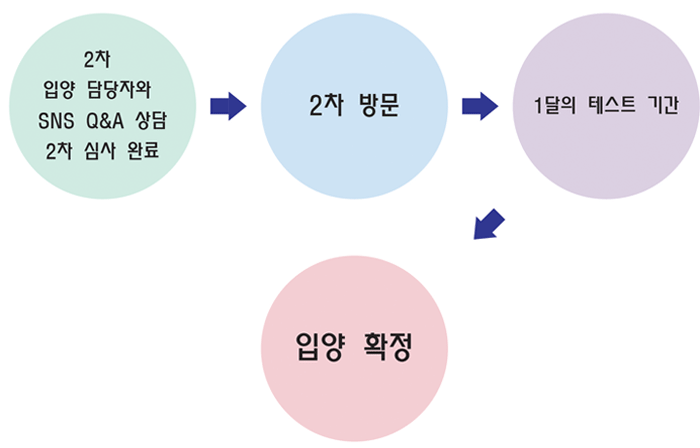 2차
입양 담당자와
SNS Q&A 상담
2차 심사 완료
2차 방문
1달의 테스트 기간
입양 확정